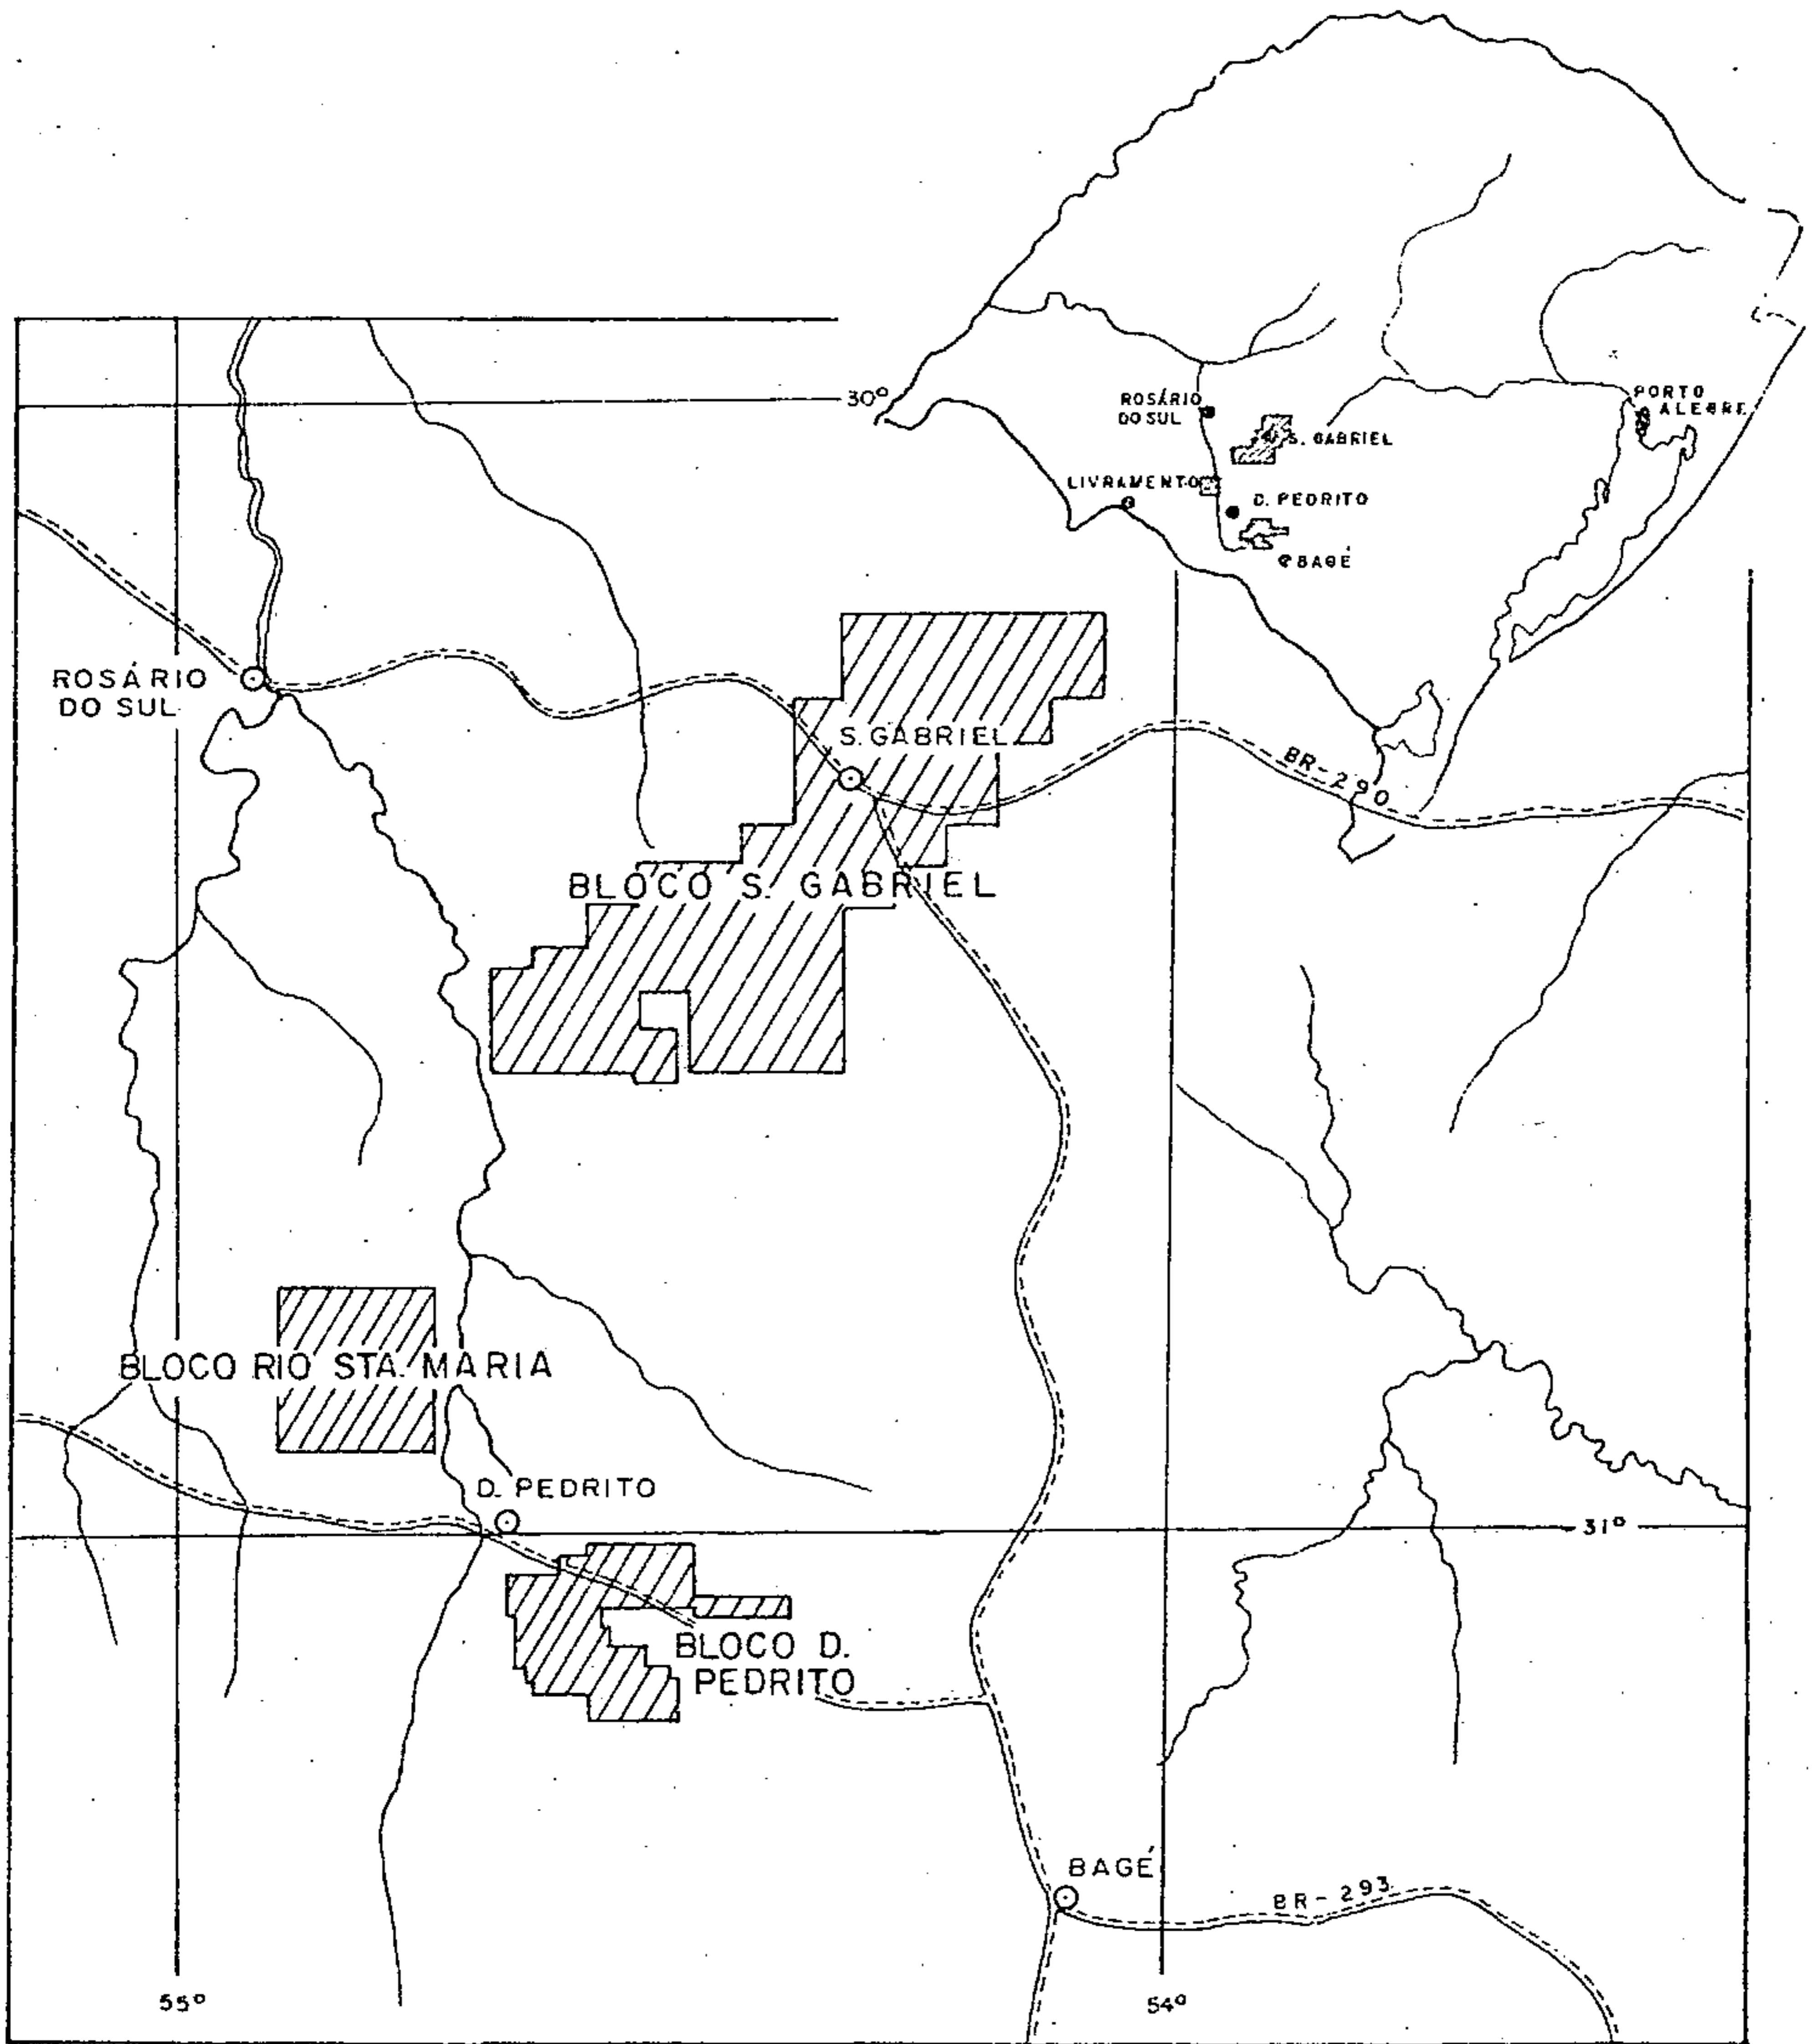 30°
ROSÁRIO
DO SUL
PORTO
ALEGRE
S. GABRIEL
LIVRAMENTO
D. PEDRITO
BAGÉ
ROSÁRIO
DO SUL
S. GABRIEL
BR-290
BLOCO S. GABRIEL
BLOCO RIO STA. MARIA
D. PEDRITO
31°
BLOCO D.
PEDRITO
BAGÉ
BR-293
55°
54°